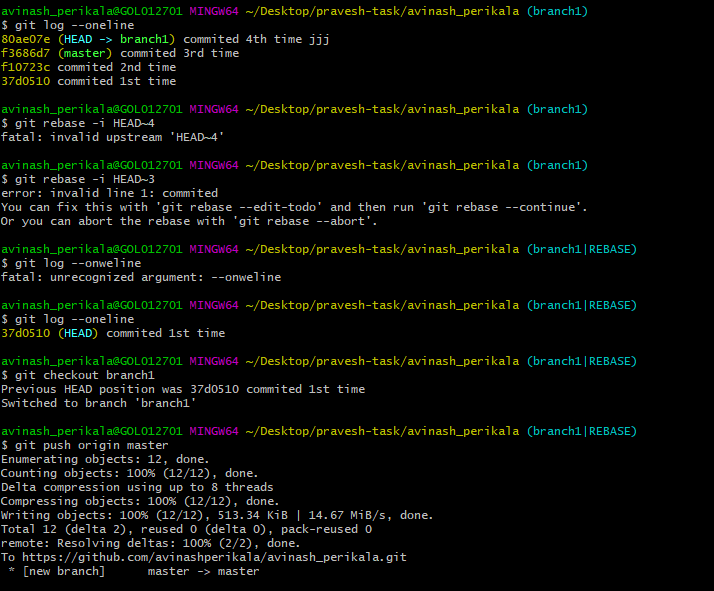 avinash_perikala@GOL012701 MINGW64 ~/Desktop/pravesh-task/avinash_perikala (branch1)
$ git log --oneline
80ae07e (HEAD -> branch1) commited 4th time jjj
f3686d7 (master) commited 3rd time
f10723c commited 2nd time
37d0510 commited 1st time
avinash_perikala@GOL012701 MINGW64 ~/Desktop/pravesh-task/avinash_perikala (branch1)
$ git rebase -i HEAD~4
fatal: invalid upstream 'HEAD~4'
avinash_perikala@GOL012701 MINGW64 ~/Desktop/pravesh-task/avinash_perikala (branch1)
$ git rebase -i HEAD~3
error: invalid line 1: commited
You can fix this with 'git rebase --edit-todo' and then run 'git rebase --continue'.
Or you can abort the rebase with 'git rebase --abort'.
avinash_perikala@GOL012701 MINGW64 ~/Desktop/pravesh-task/avinash_perikala (branch1|REBASE)
$ git log --onweline
fatal: unrecognized argument: --onweline
avinash_perikala@GOL012701 MINGW64 ~/Desktop/pravesh-task/avinash_perikala (branch1|REBASE)
$ git log --oneline
37d0510 (HEAD) commited 1st time
avinash_perikala@GOL012701 MINGW64 ~/Desktop/pravesh-task/avinash_perikala (branch1|REBASE)
$ git checkout branch1
Previous HEAD position was 37d0510 commited 1st time
Switched to branch 'branch1'
avinash_perikala@GOL012701 MINGW64 ~/Desktop/pravesh-task/avinash_perikala (branch1|REBASE)
$ git push origin master
Enumerating objects: 12, done.
Counting objects: 100% (12/12), done.
Delta compression using up to 8 threads
Compressing objects: 100% (12/12), done.
Writing objects: 100% (12/12), 513.34 KiB | 14.67 MiB/s, done.
Total 12 (delta 2), reused 0 (delta 0), pack-reused 0
remote: Resolving deltas: 100% (2/2), done.
To https://github.com/avinashperikala/avinash_perikala.git
 * [new branch]      master -> master